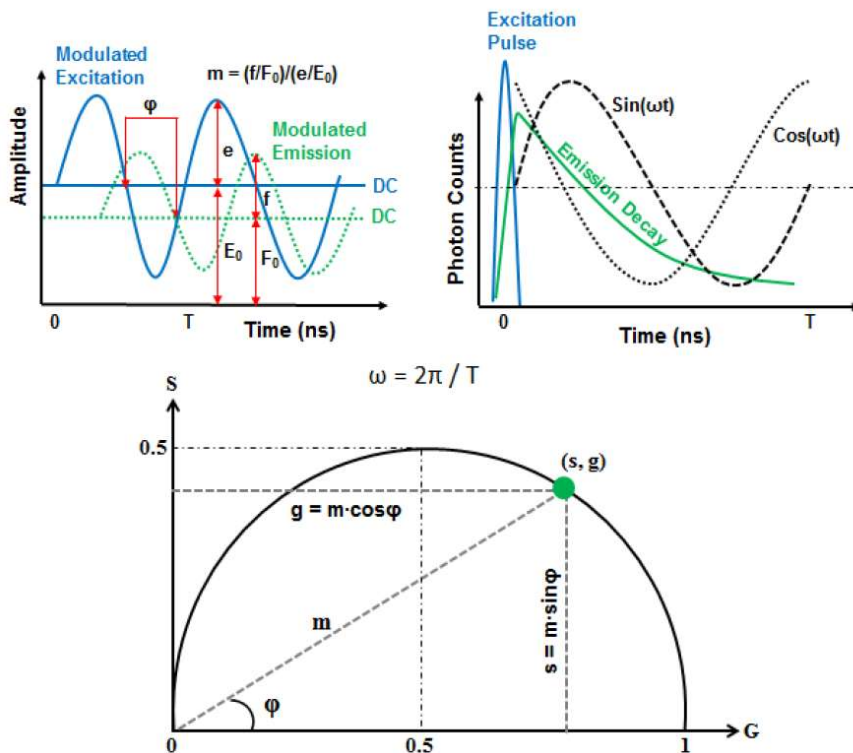 Modulated
Excitation
m = (f/F₀)/(e/E₀)
φ
Modulated
Emission
e
f
DC
DC
E₀
F₀
Amplitude
0
T
Time (ns)
Excitation
Pulse
Sin(ωt)
Cos(ωt)
Emission Decay
Photon Counts
0
T
Time (ns)
ω = 2π / T
S
0.5
(s, g)
g = m·cosφ
s = m·sinφ
m
φ
0
0.5
1
G